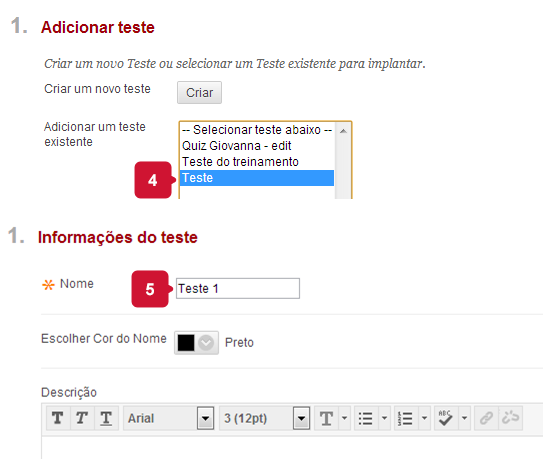 1. Adicionar teste
Criar um novo Teste ou selecionar um Teste existente para implantar.
Criar um novo teste Criar
Adicionar um teste existente
-- Selecionar teste abaixo --
Quiz Giovanna - edit
Teste do treinamento
4 Teste
1. Informações do teste
Nome 5 Teste 1
Escolher Cor do Nome Preto
Descrição
T T T Arial 3 (12pt) T ABC